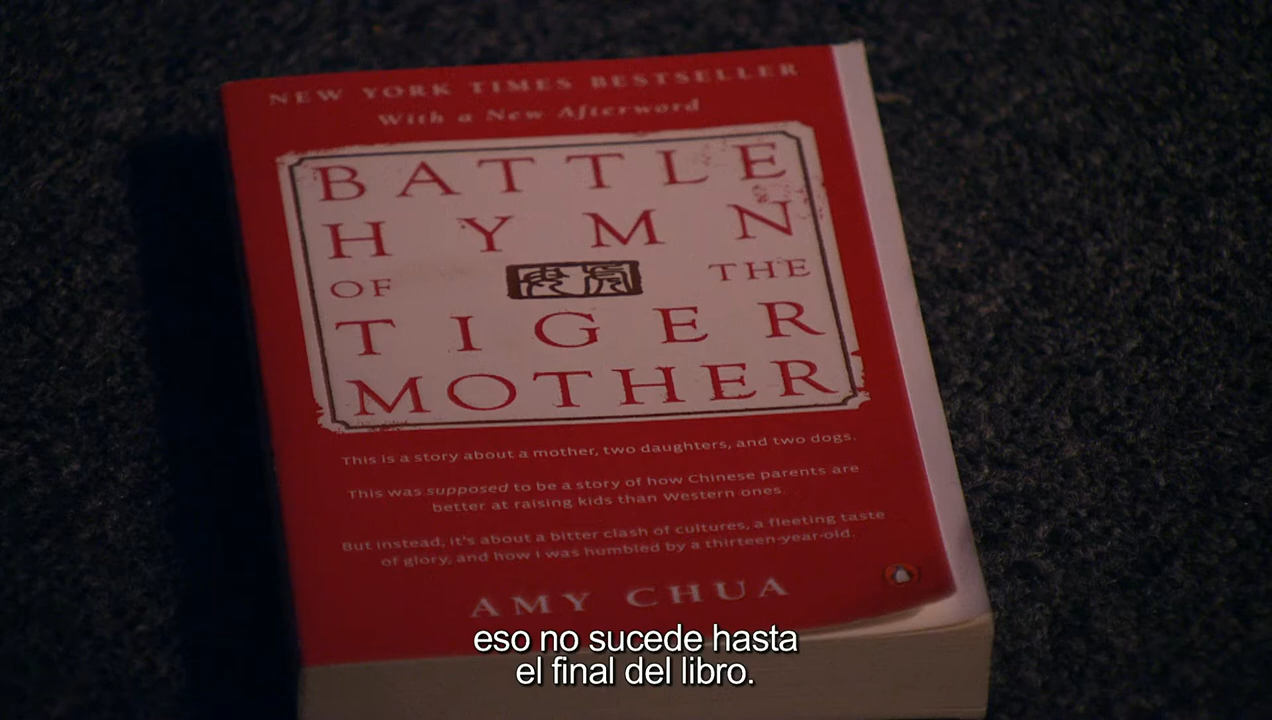 NEW YORK TIMES BESTSELLER
With a New Afterword
BATTLE
HYMN
OF THE
TIGER
MOTHER
This is a story about a mother, two daughters, and two dogs.
This was supposed to be a story of how Chinese parents are
better at raising kids than Western ones.
But instead, it's about a bitter clash of cultures, a fleeting taste
of glory, and how I was humbled by a thirteen-year-old.
AMY CHUA
eso no sucede hasta
el final del libro.